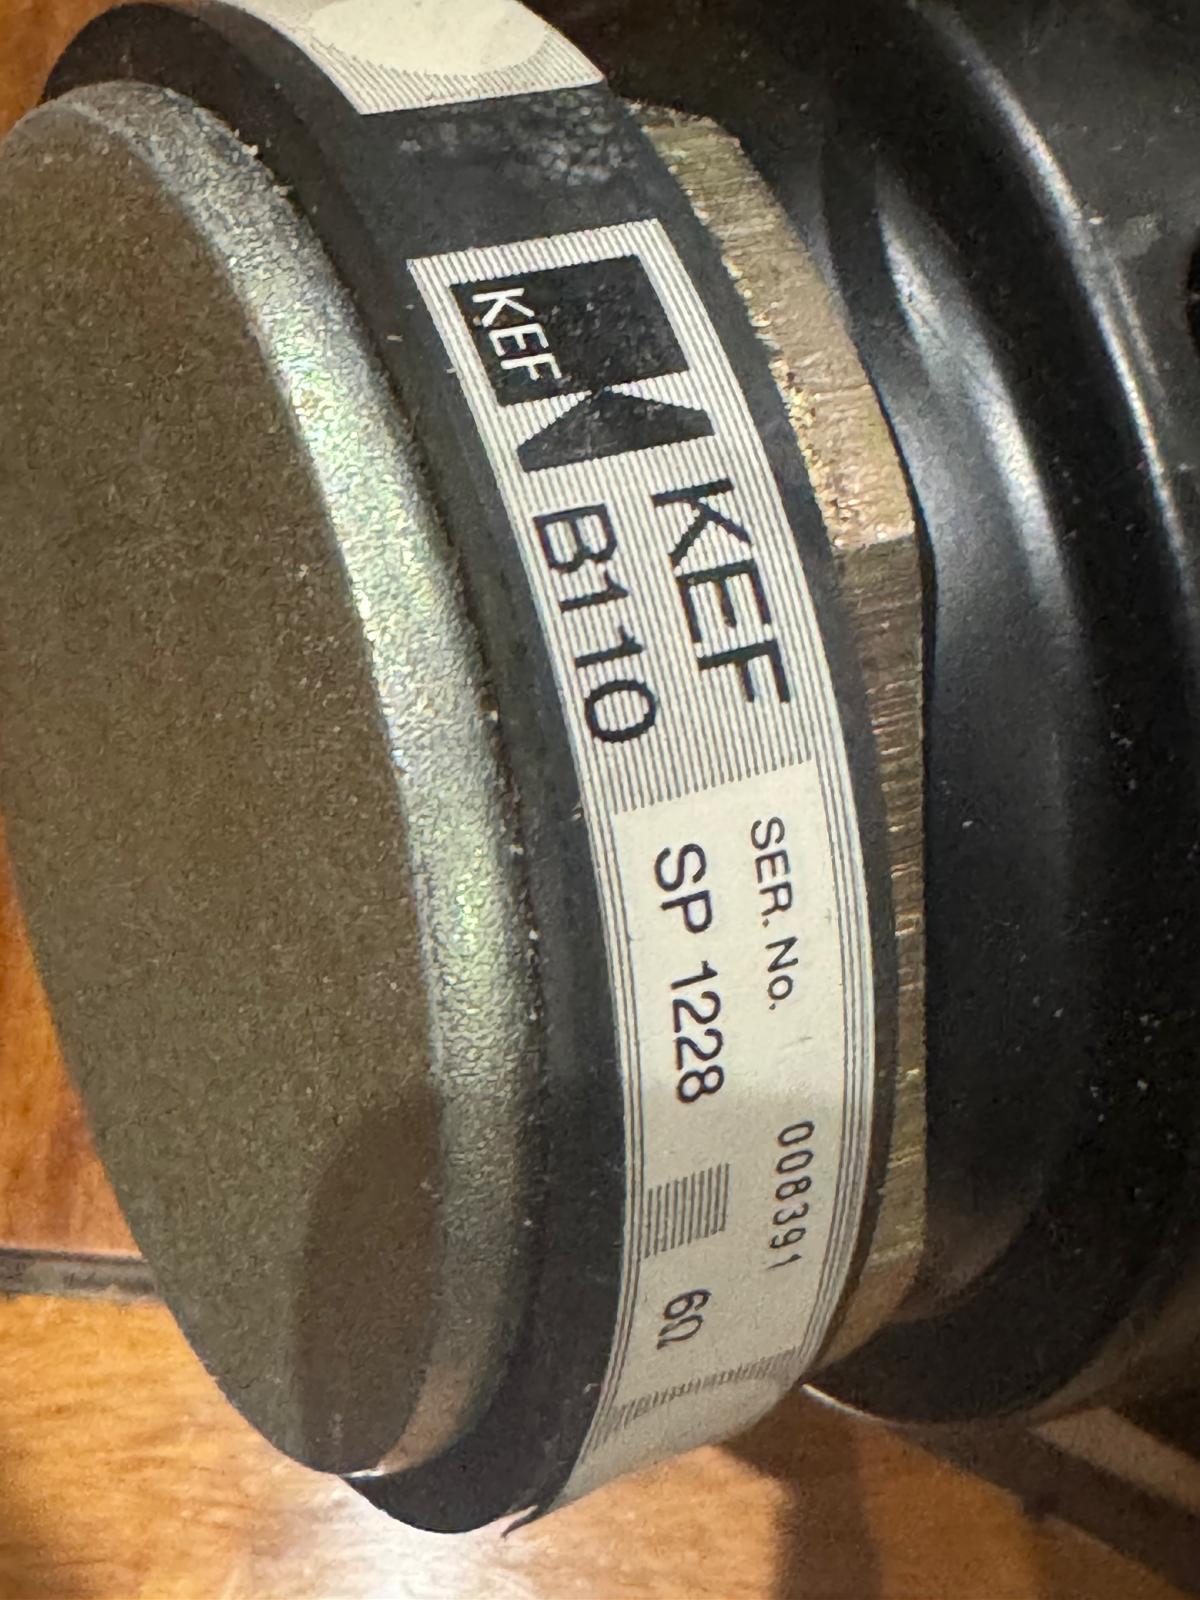 KEF
KEF
B110
SER. No. 008391
SP 1228 6Ω